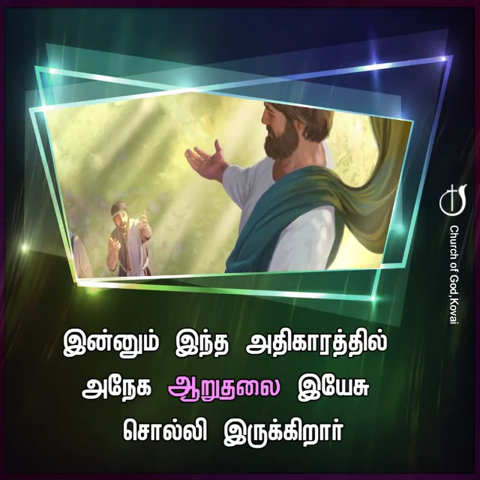 இன்னும் இந்த அதிகாரத்தில்
அநேக ஆறுதலை இயேசு
சொல்லி இருக்கிறார்
Church of God,Kovai